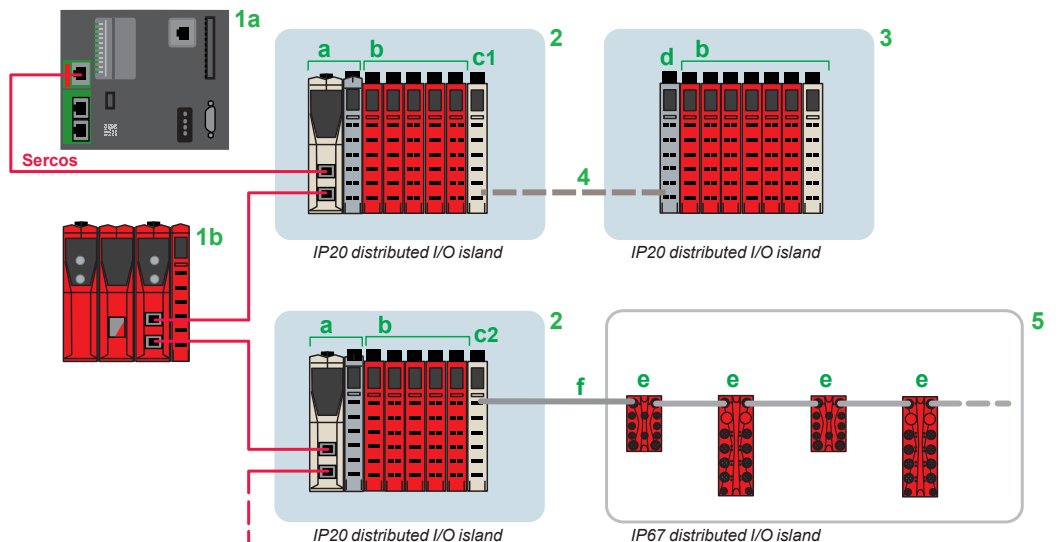 1a
Sercos
1b
2
a
b
c1
IP20 distributed I/O island
4
3
d
b
IP20 distributed I/O island
2
a
b
c2
IP20 distributed I/O island
f
5
e
e
e
e
IP67 distributed I/O island